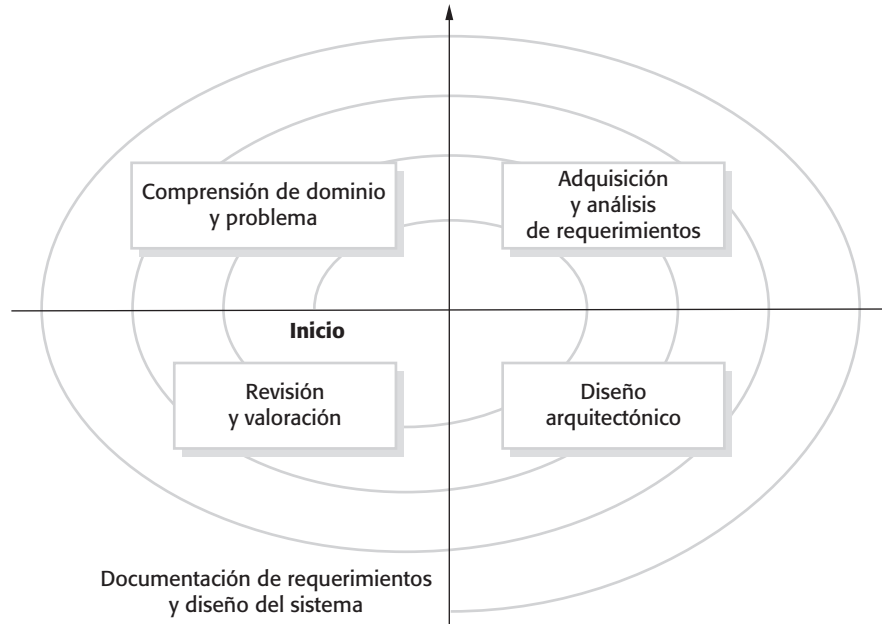 Comprensión de dominio
y problema
Adquisición
y análisis
de requerimientos
Inicio
Revisión
y valoración
Diseño
arquitectónico
Documentación de requerimientos
y diseño del sistema